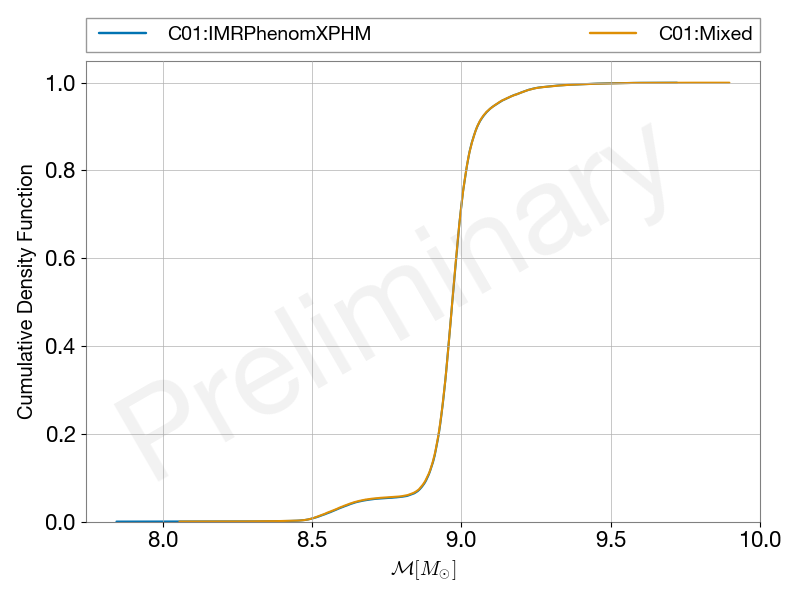 C01:IMRPhenomXPHM C01:Mixed
1.0
0.8
0.6
0.4
0.2
0.0
Cumulative Density Function
Preliminary
8.0 8.5 9.0 9.5 10.0
ℳ[M⊙]